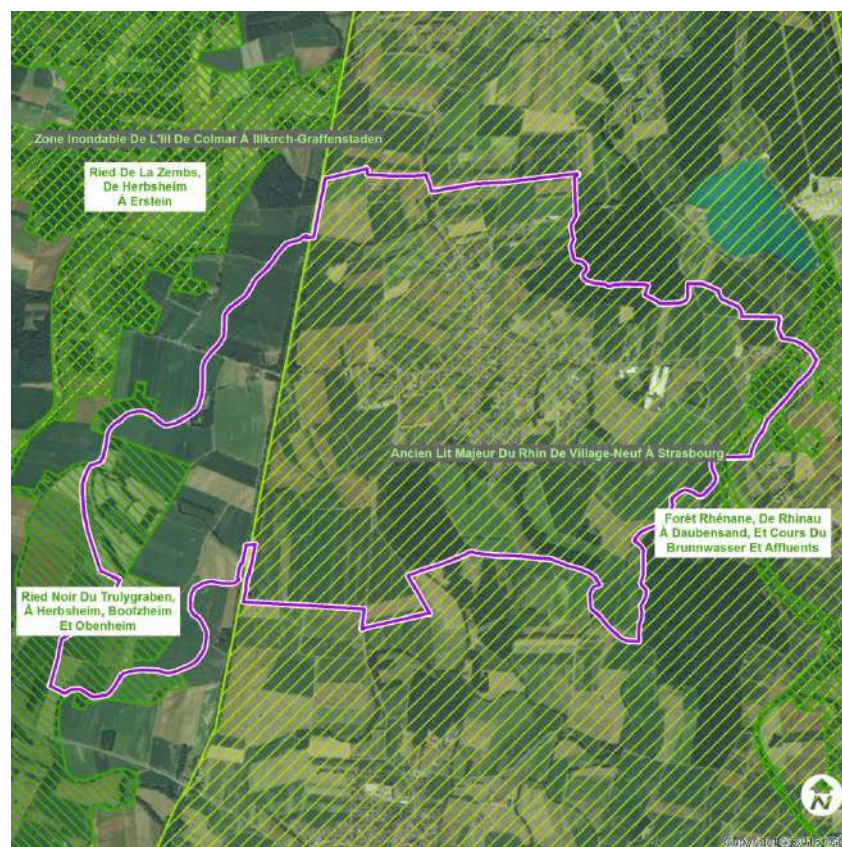 Zone Inondable De L'Ill De Colmar À Illkirch-Graffenstaden
Ried De La Zembs,
De Herbsheim
À Erstein
Ancien Lit Majeur Du Rhin De Village-Neuf À Strasbourg
Forêt Rhénane, De Rhinau
À Daubensand, Et Cours Du
Brunnwasser Et Affluents
Ried Noir Du Trulygraben,
À Herbsheim, Boofzheim
Et Obenheim
N